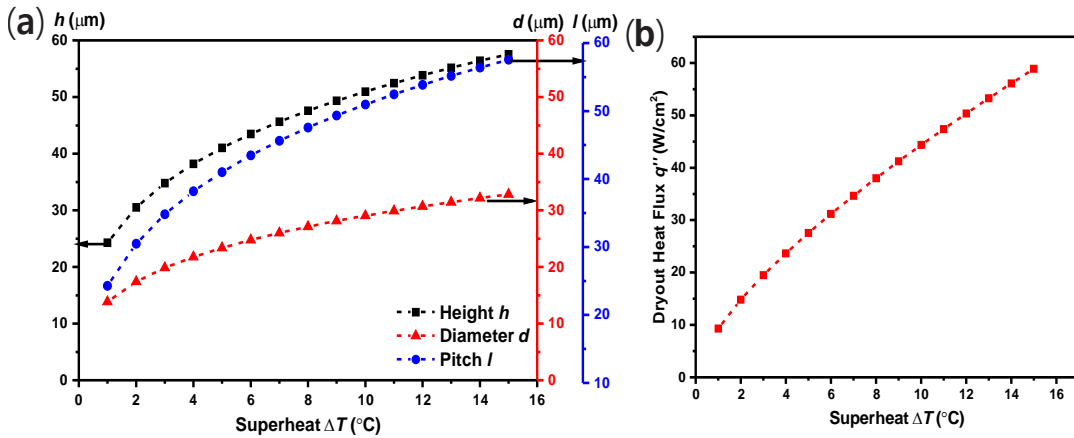 (a)
h (μm)
d (μm)
l (μm)
60
50
40
30
20
10
0
60
50
40
30
20
10
0
60
50
40
30
20
10
Height h
Diameter d
Pitch l
0 2 4 6 8 10 12 14 16
Superheat ΔT (°C)
(b)
Dryout Heat Flux q'' (W/cm²)
60
50
40
30
20
10
0
0 2 4 6 8 10 12 14 16
Superheat ΔT (°C)